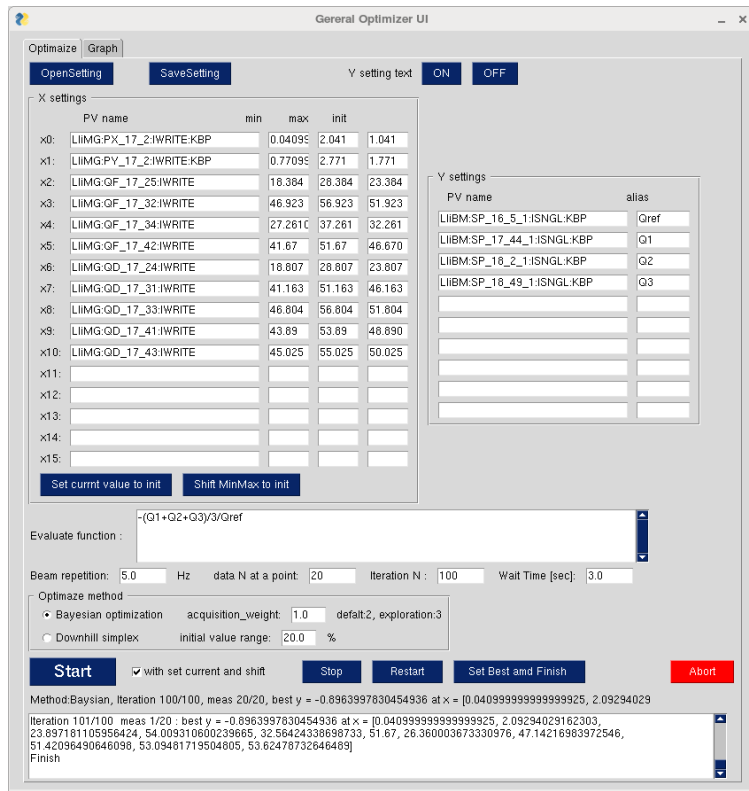 Gereral Optimizer UI
Optimaize Graph
OpenSetting SaveSetting Y setting text ON OFF
X settings
PV name min max init
x0: LIiMG:PX_17_2:IWRITE:KBP 0.04099 2.041 1.041
x1: LIiMG:PY_17_2:IWRITE:KBP 0.77099 2.771 1.771
x2: LIiMG:QF_17_25:IWRITE 18.384 28.384 23.384
x3: LIiMG:QF_17_32:IWRITE 46.923 56.923 51.923
x4: LIiMG:QF_17_34:IWRITE 27.2610 37.261 32.261
x5: LIiMG:QF_17_42:IWRITE 41.67 51.67 46.670
x6: LIiMG:QD_17_24:IWRITE 18.807 28.807 23.807
x7: LIiMG:QD_17_31:IWRITE 41.163 51.163 46.163
x8: LIiMG:QD_17_33:IWRITE 46.804 56.804 51.804
x9: LIiMG:QD_17_41:IWRITE 43.89 53.89 48.890
x10: LIiMG:QD_17_43:IWRITE 45.025 55.025 50.025
x11:
x12:
x13:
x14:
x15:
Set currnt value to init Shift MinMax to init
Y settings
PV name alias
LIiBM:SP_16_5_1:ISNGL:KBP Qref
LIiBM:SP_17_44_1:ISNGL:KBP Q1
LIiBM:SP_18_2_1:ISNGL:KBP Q2
LIiBM:SP_18_49_1:ISNGL:KBP Q3
Evaluate function : -(Q1+Q2+Q3)/3/Qref
Beam repetition: 5.0 Hz data N at a point: 20 Iteration N : 100 Wait Time [sec]: 3.0
Optimaze method
Bayesian optimization acquisition_weight: 1.0 defalt:2, exploration:3
Downhill simplex initial value range: 20.0 %
Start with set current and shift Stop Restart Set Best amd Finish Abort
Method:Baysian, Iteration 100/100, meas 20/20, best y = -0.8963997830454936 at x = [0.040999999999999925, 2.09294029
Iteration 101/100 meas 1/20 : best y = -0.8963997830454936 at x = [0.040999999999999925, 2.09294029162303,
23.897181105956424, 54.009310600239665, 32.56424338698733, 51.67, 26.360003673330976, 47.14216983972546,
51.42096490646098, 53.09481719504805, 53.62478732646489]
Finish